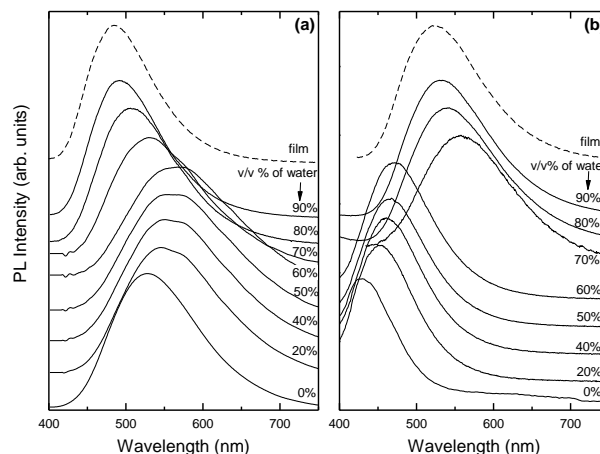 (a)
(b)
PL Intensity (arb. units)
film
v/v % of water
90%
80%
70%
60%
50%
40%
20%
0%
400 500 600 700
Wavelength (nm)
film
v/v % of water
90%
80%
70%
60%
50%
40%
20%
0%
400 500 600 700
Wavelength (nm)